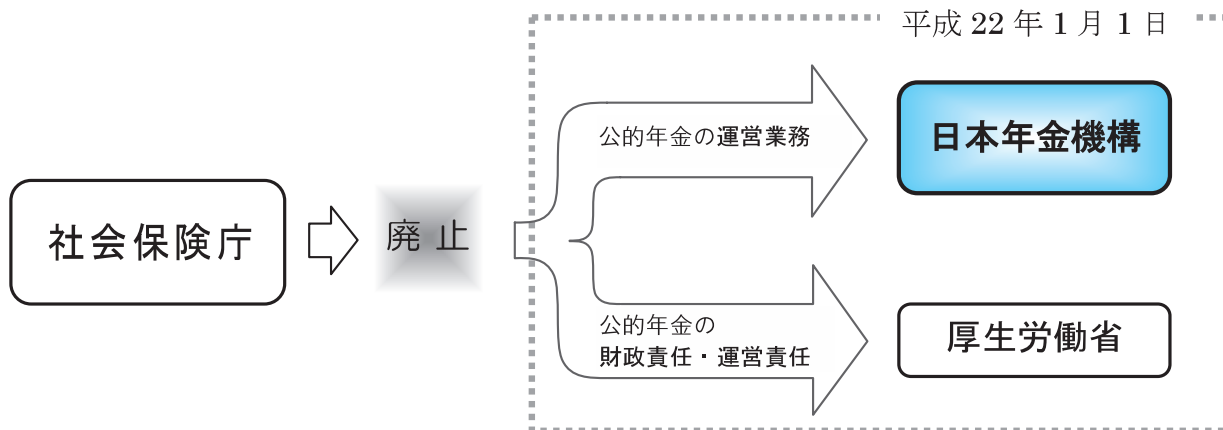 平成 22 年 1 月 1 日
社会保険庁
廃 止
公的年金の運営業務
日本年金機構
公的年金の
財政責任・運営責任
厚生労働省